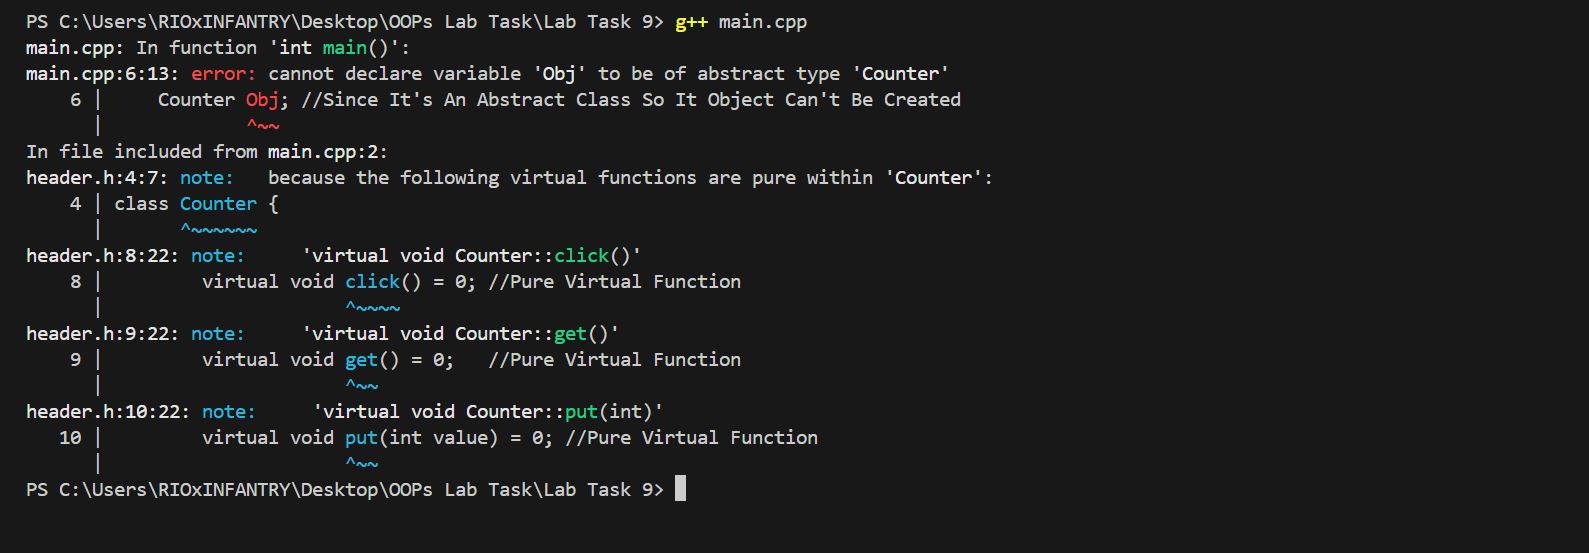 PS C:\Users\RIOxINFANTRY\Desktop\OOPs Lab Task\Lab Task 9> g++ main.cpp
main.cpp: In function 'int main()':
main.cpp:6:13: error: cannot declare variable 'Obj' to be of abstract type 'Counter'
    6 |     Counter Obj; //Since It's An Abstract Class So It Object Can't Be Created
      |             ^~~
In file included from main.cpp:2:
header.h:4:7: note:   because the following virtual functions are pure within 'Counter':
    4 | class Counter {
      |       ^~~~~~~
header.h:8:22: note:     'virtual void Counter::click()'
    8 |         virtual void click() = 0; //Pure Virtual Function
      |                      ^~~~~
header.h:9:22: note:     'virtual void Counter::get()'
    9 |         virtual void get() = 0;   //Pure Virtual Function
      |                      ^~~
header.h:10:22: note:     'virtual void Counter::put(int)'
   10 |         virtual void put(int value) = 0; //Pure Virtual Function
      |                      ^~~
PS C:\Users\RIOxINFANTRY\Desktop\OOPs Lab Task\Lab Task 9>